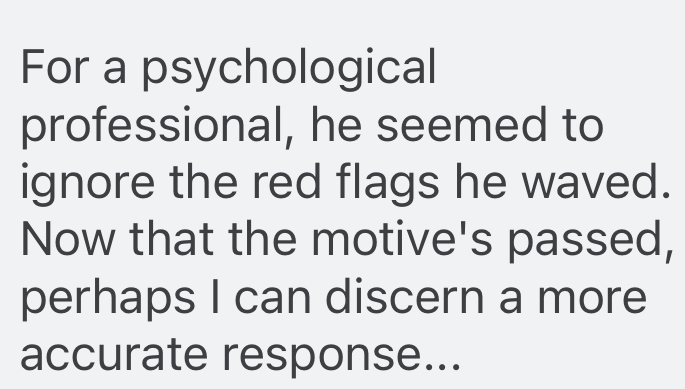 For a psychological
professional, he seemed to
ignore the red flags he waved.
Now that the motive's passed,
perhaps I can discern a more
accurate response...